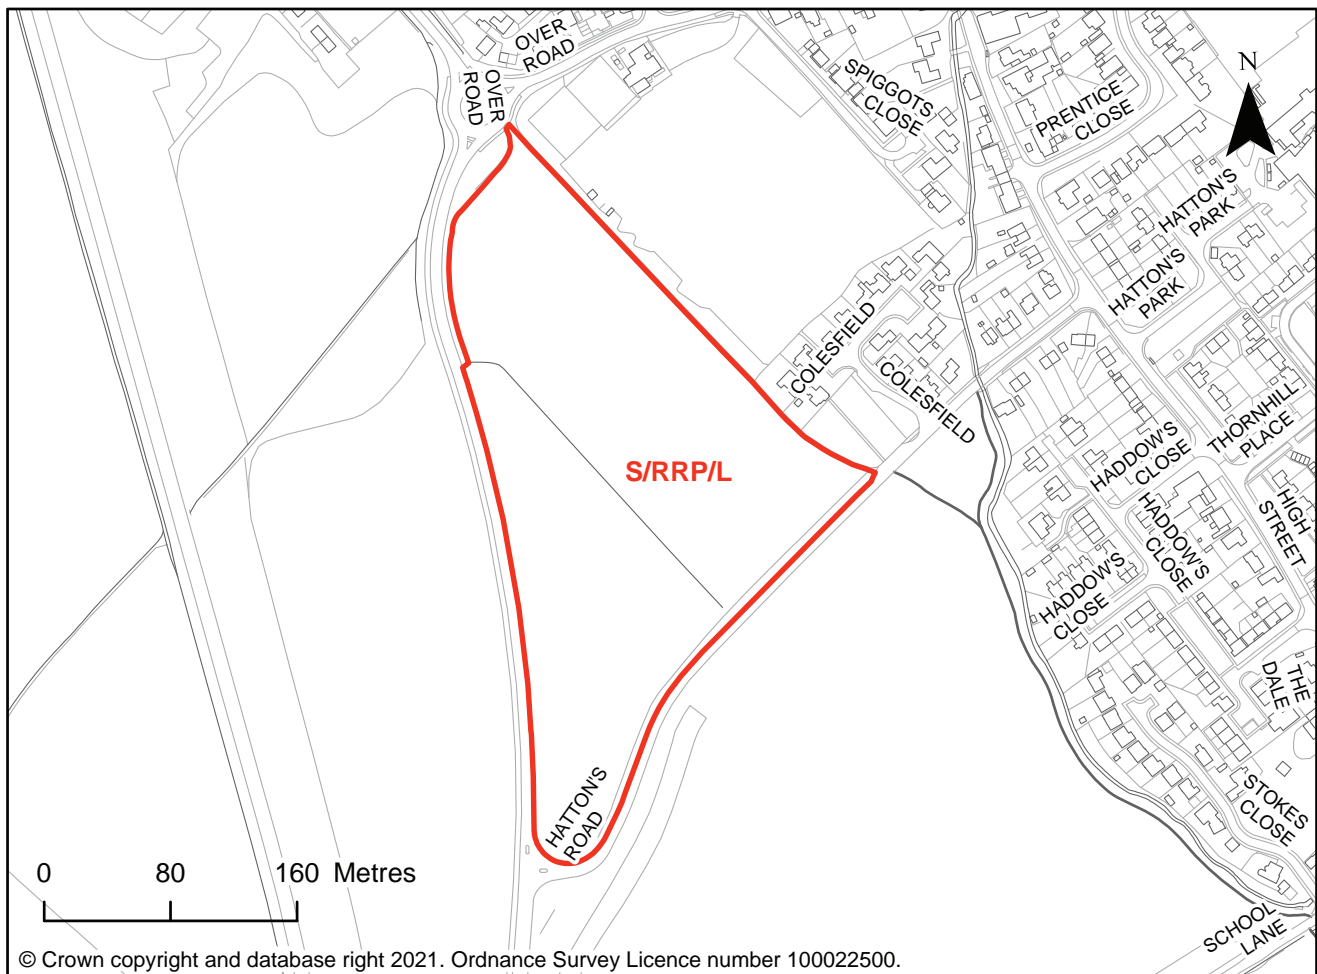 OVER
ROAD
OVER
ROAD
SPIGGOTS
CLOSE
PRENTICE
CLOSE
N
HATTON'S
PARK
HATTON'S
PARK
COLESFIELD
COLESFIELD
THORNHILL
PLACE
HADDOW'S
CLOSE
HADDOW'S
CLOSE
HADDOW'S
CLOSE
HIGH
STREET
S/RRP/L
THE
DALE
STOKES
CLOSE
HATTON'S
ROAD
0 80 160 Metres
SCHOOL
LANE
© Crown copyright and database right 2021. Ordnance Survey Licence number 100022500.